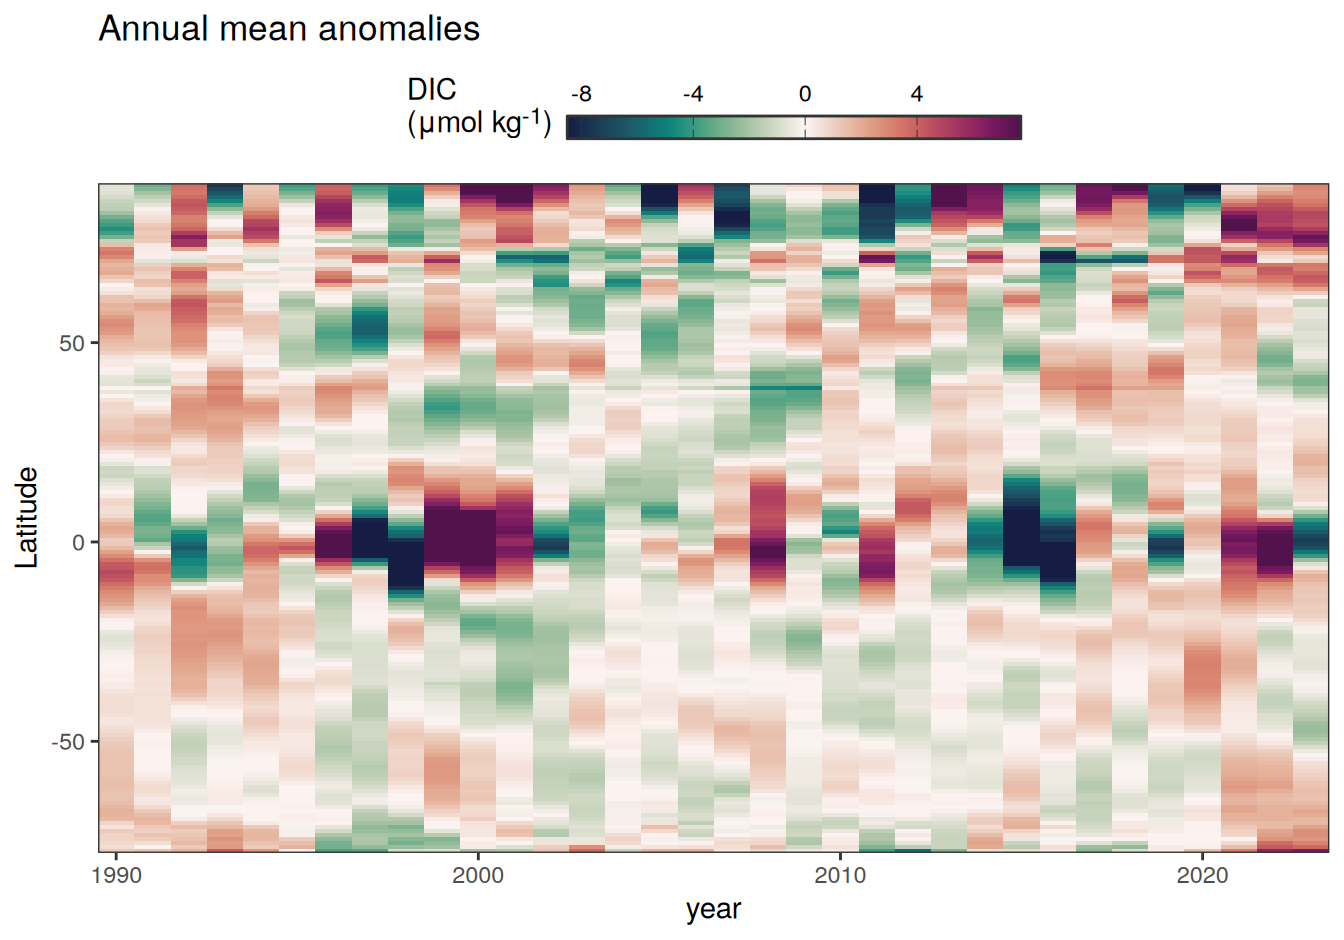 Annual mean anomalies
DIC
(μmol kg⁻¹)
-8 -4 0 4
Latitude
50
0
-50
1990 2000 2010 2020
year